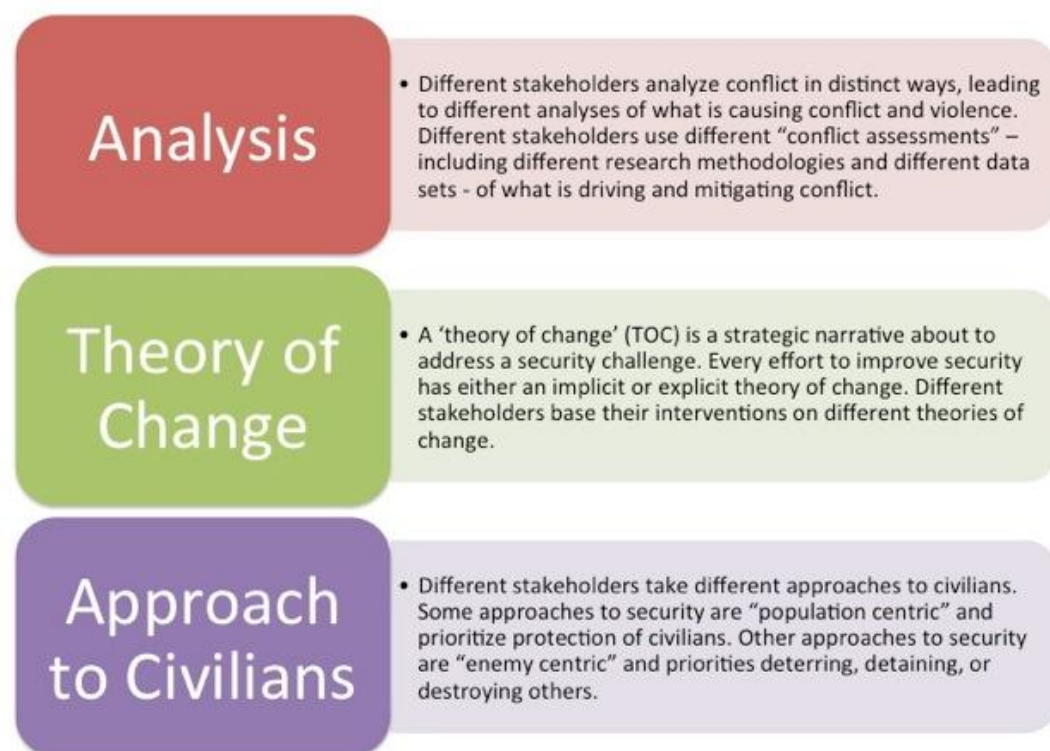 Analysis
• Different stakeholders analyze conflict in distinct ways, leading
to different analyses of what is causing conflict and violence.
Different stakeholders use different “conflict assessments” –
including different research methodologies and different data
sets - of what is driving and mitigating conflict.
Theory of
Change
• A ‘theory of change’ (TOC) is a strategic narrative about to
address a security challenge. Every effort to improve security
has either an implicit or explicit theory of change. Different
stakeholders base their interventions on different theories of
change.
Approach
to Civilians
• Different stakeholders take different approaches to civilians.
Some approaches to security are “population centric” and
prioritize protection of civilians. Other approaches to security
are “enemy centric” and priorities deterring, detaining, or
destroying others.